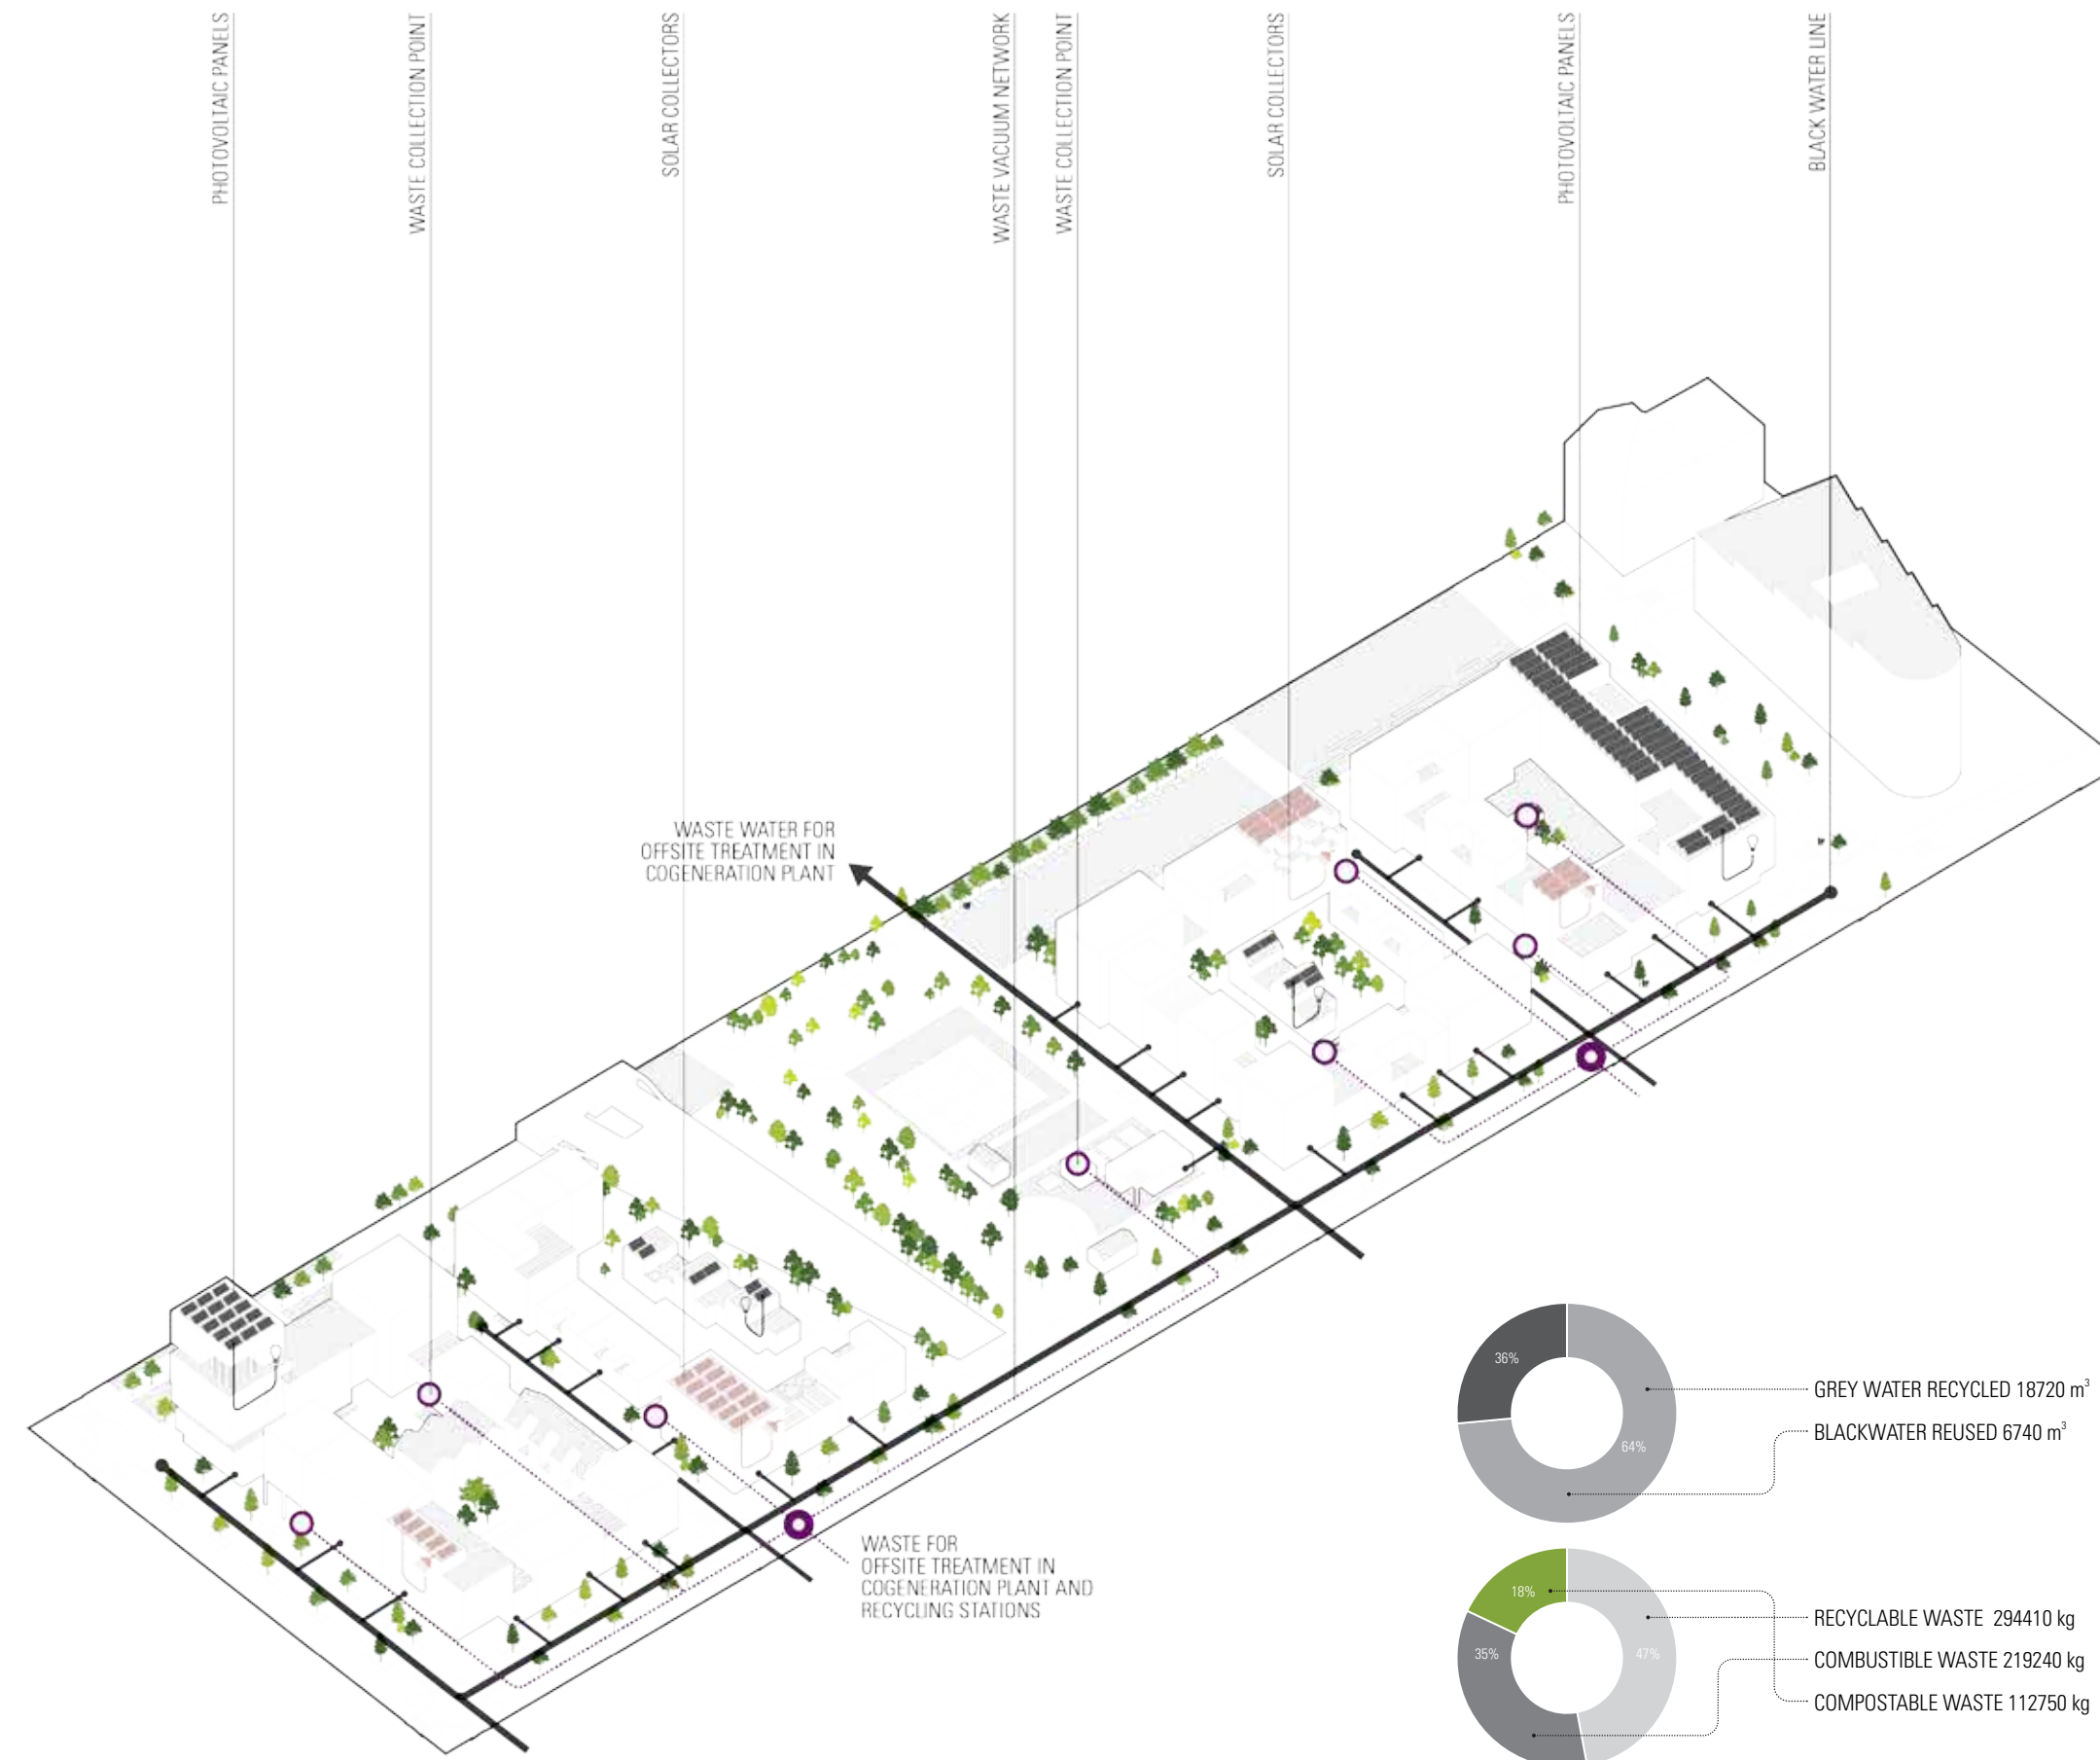 PHOTOVOLTAIC PANELS
WASTE COLLECTION POINT
SOLAR COLLECTORS
WASTE VACUUM NETWORK
WASTE COLLECTION POINT
SOLAR COLLECTORS
PHOTOVOLTAIC PANELS
BLACK WATER LINE
WASTE WATER FOR
OFFSITE TREATMENT IN
COGENERATION PLANT
WASTE FOR
OFFSITE TREATMENT IN
COGENERATION PLANT AND
RECYCLING STATIONS
36%
64%
GREY WATER RECYCLED 18720 m³
BLACKWATER REUSED 6740 m³
18%
35%
47%
RECYCLABLE WASTE 294410 kg
COMBUSTIBLE WASTE 219240 kg
COMPOSTABLE WASTE 112750 kg